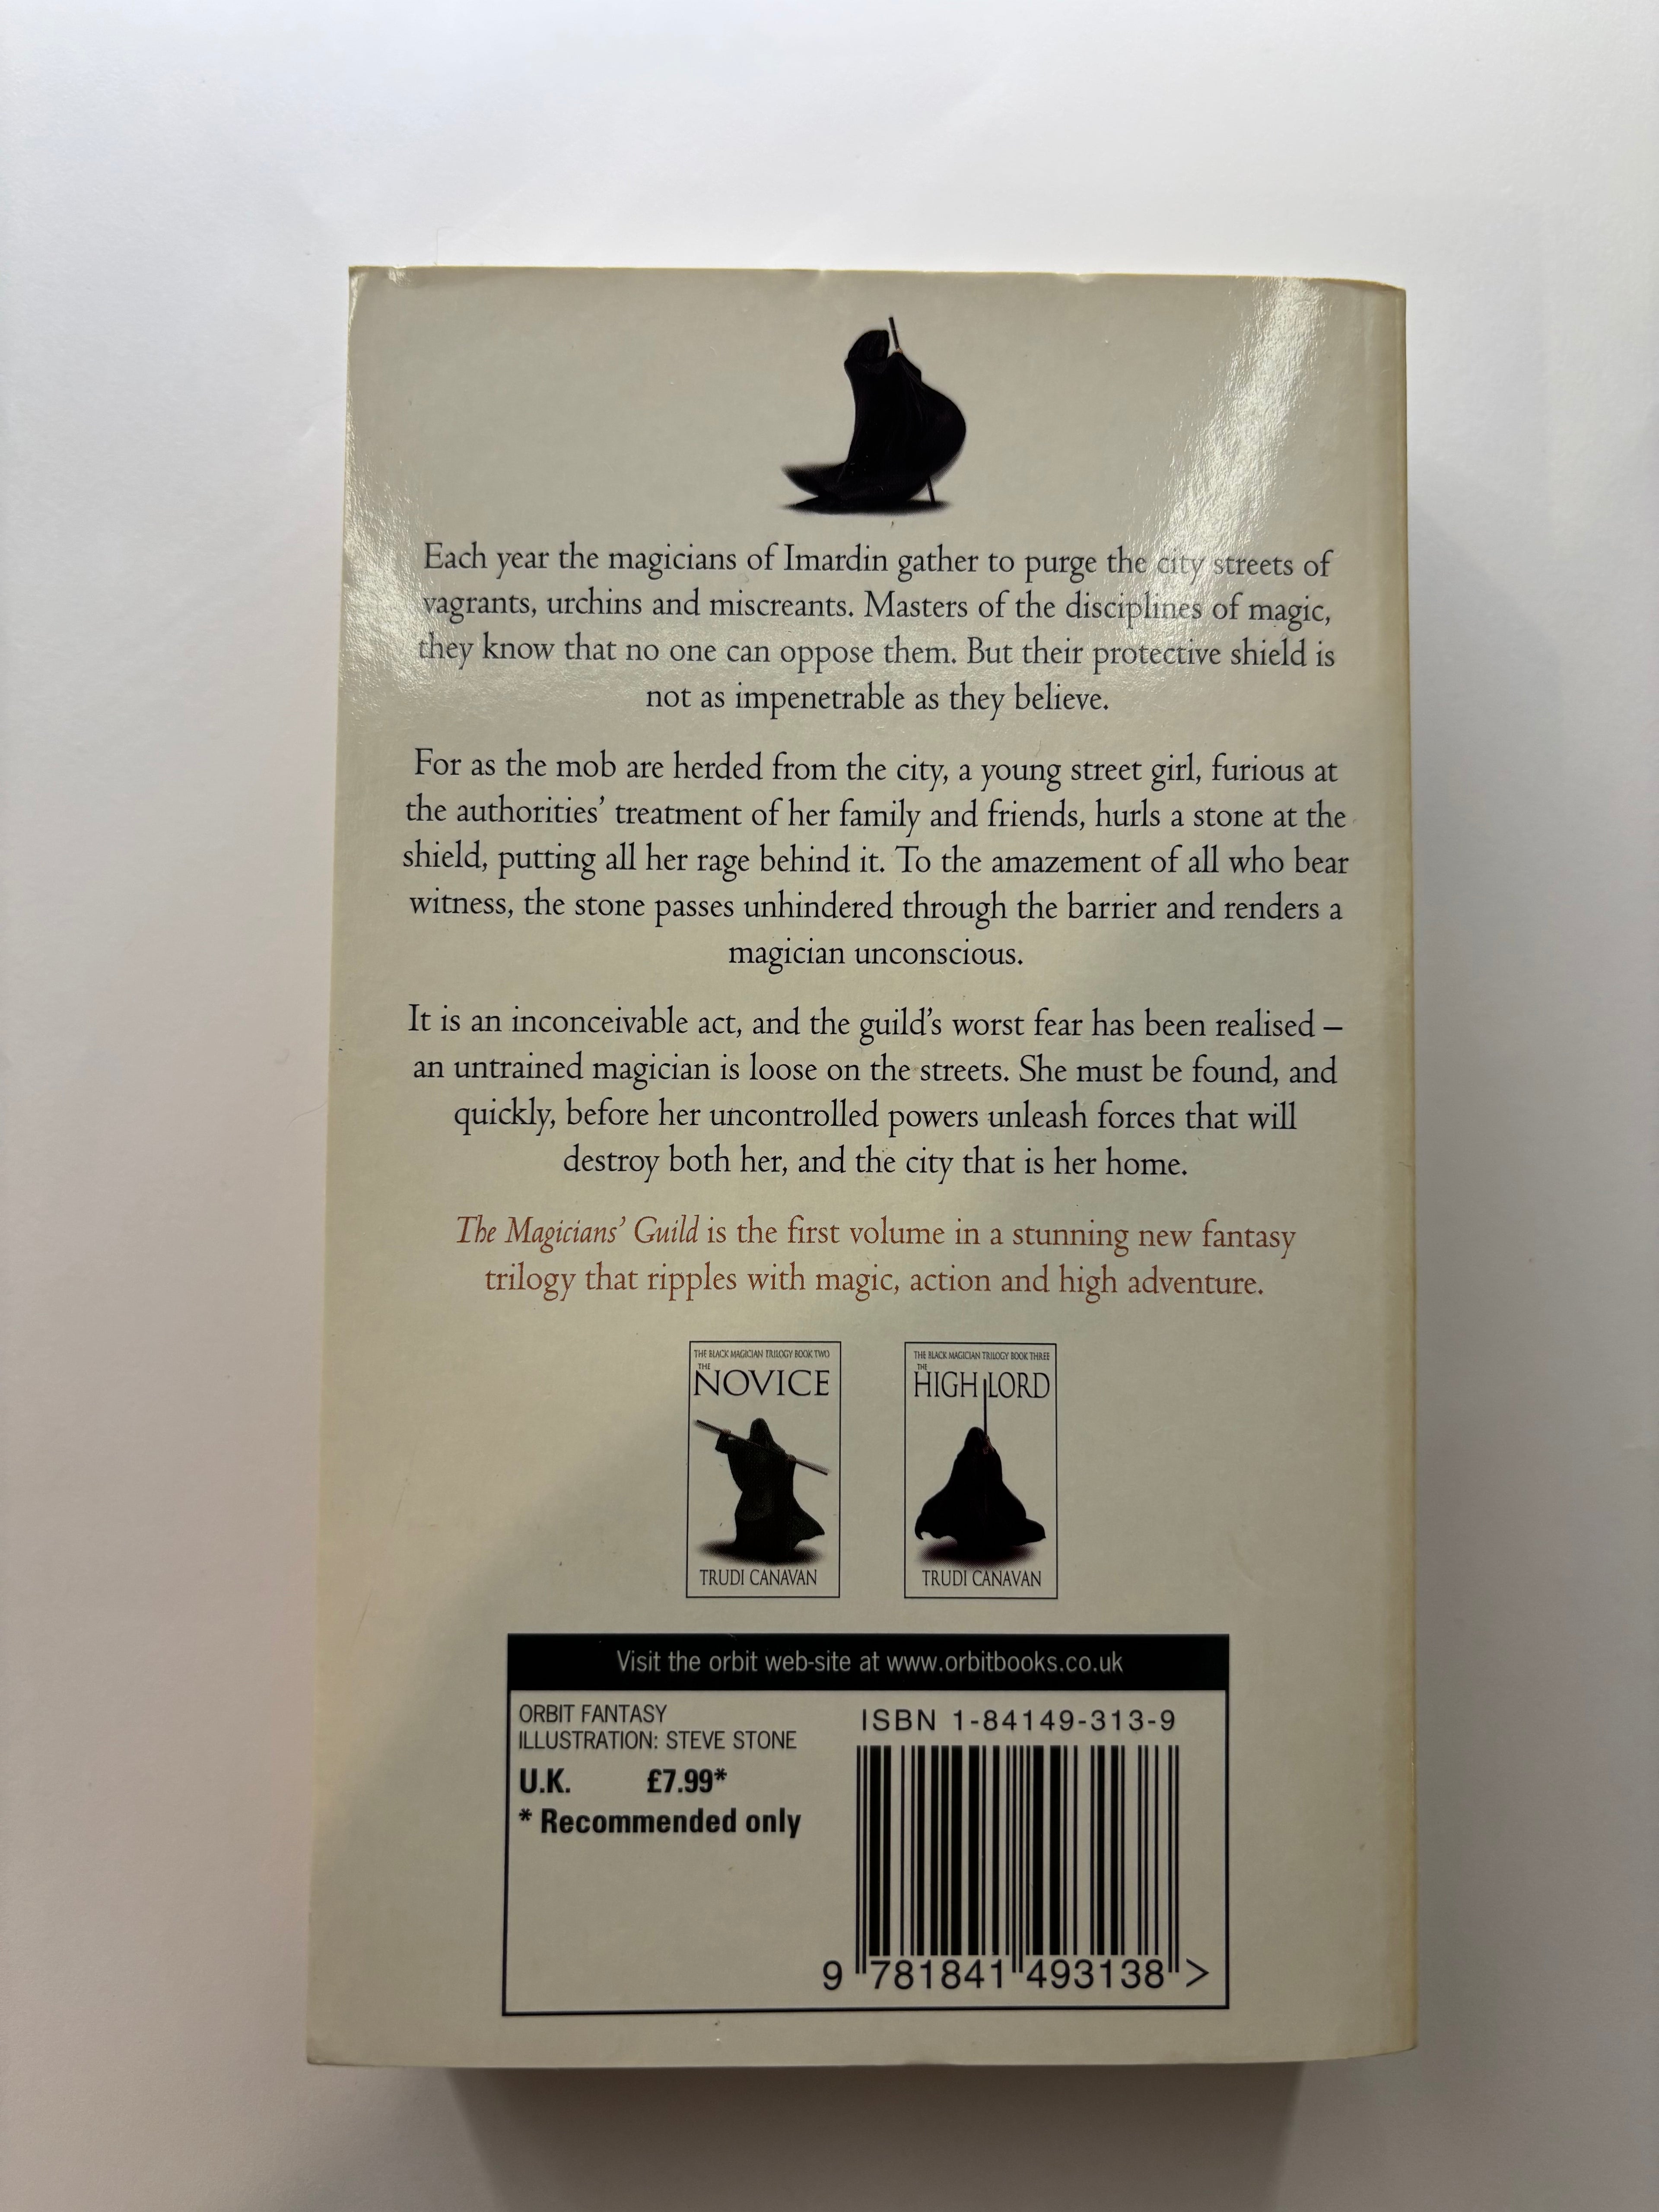 Each year the magicians of Imardin gather to purge the city streets of
vagrants, urchins and miscreants. Masters of the disciplines of magic,
they know that no one can oppose them. But their protective shield is
not as impenetrable as they believe.
For as the mob are herded from the city, a young street girl, furious at
the authorities’ treatment of her family and friends, hurls a stone at the
shield, putting all her rage behind it. To the amazement of all who bear
witness, the stone passes unhindered through the barrier and renders a
magician unconscious.
It is an inconceivable act, and the guild’s worst fear has been realised –
an untrained magician is loose on the streets. She must be found, and
quickly, before her uncontrolled powers unleash forces that will
destroy both her, and the city that is her home.
The Magicians’ Guild is the first volume in a stunning new fantasy
trilogy that ripples with magic, action and high adventure.
THE BLACK MAGICIAN TRILOGY BOOK TWO
THE
NOVICE
TRUDI CANAVAN
THE BLACK MAGICIAN TRILOGY BOOK THREE
THE
HIGH LORD
TRUDI CANAVAN
Visit the orbit web-site at www.orbitbooks.co.uk
ORBIT FANTASY
ILLUSTRATION: STEVE STONE
U.K. £7.99*
* Recommended only
ISBN 1-84149-313-9
9 781841 493138 >